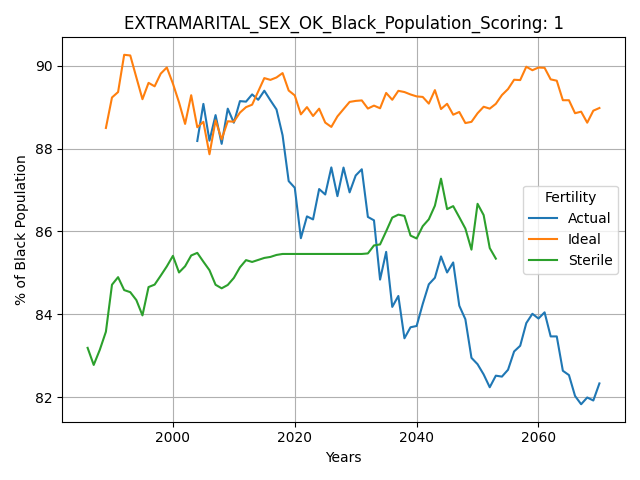 EXTRAMARITAL_SEX_OK_Black_Population_Scoring: 1
% of Black Population
90
88
86
84
82
Fertility
Actual
Ideal
Sterile
2000 2020 2040 2060
Years